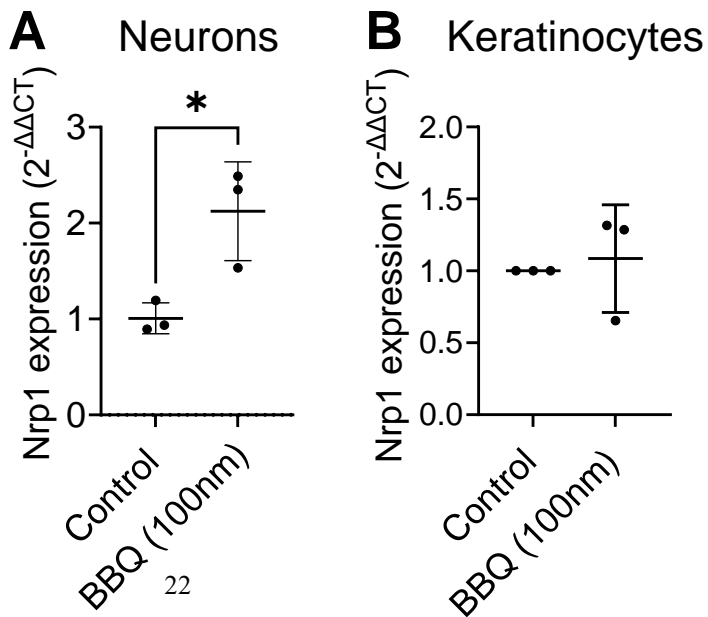 A
Neurons
Nrp1 expression (2^-ΔΔCT)
3
2
1
0
*
Control
BBQ (100nm)
22
B
Keratinocytes
Nrp1 expression (2^-ΔΔCT)
2.0
1.5
1.0
0.5
0.0
Control
BBQ (100nm)